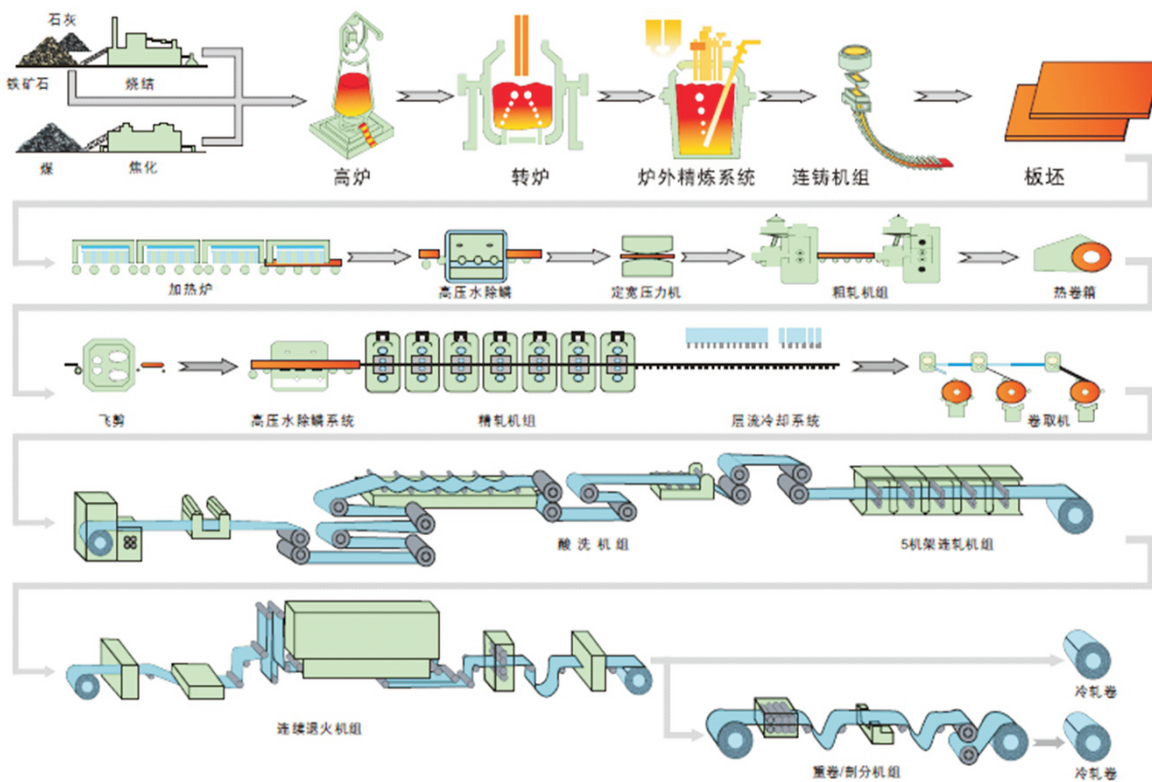 石灰
铁矿石
烧结
煤
焦化
高炉
转炉
炉外精炼系统
连铸机组
板坯
加热炉
高压水除鳞
定宽压力机
粗轧机组
热卷箱
飞剪
高压水除鳞系统
精轧机组
层流冷却系统
卷取机
酸洗机组
5机架连轧机组
连续退火机组
冷轧卷
重卷/剖分机组
冷轧卷